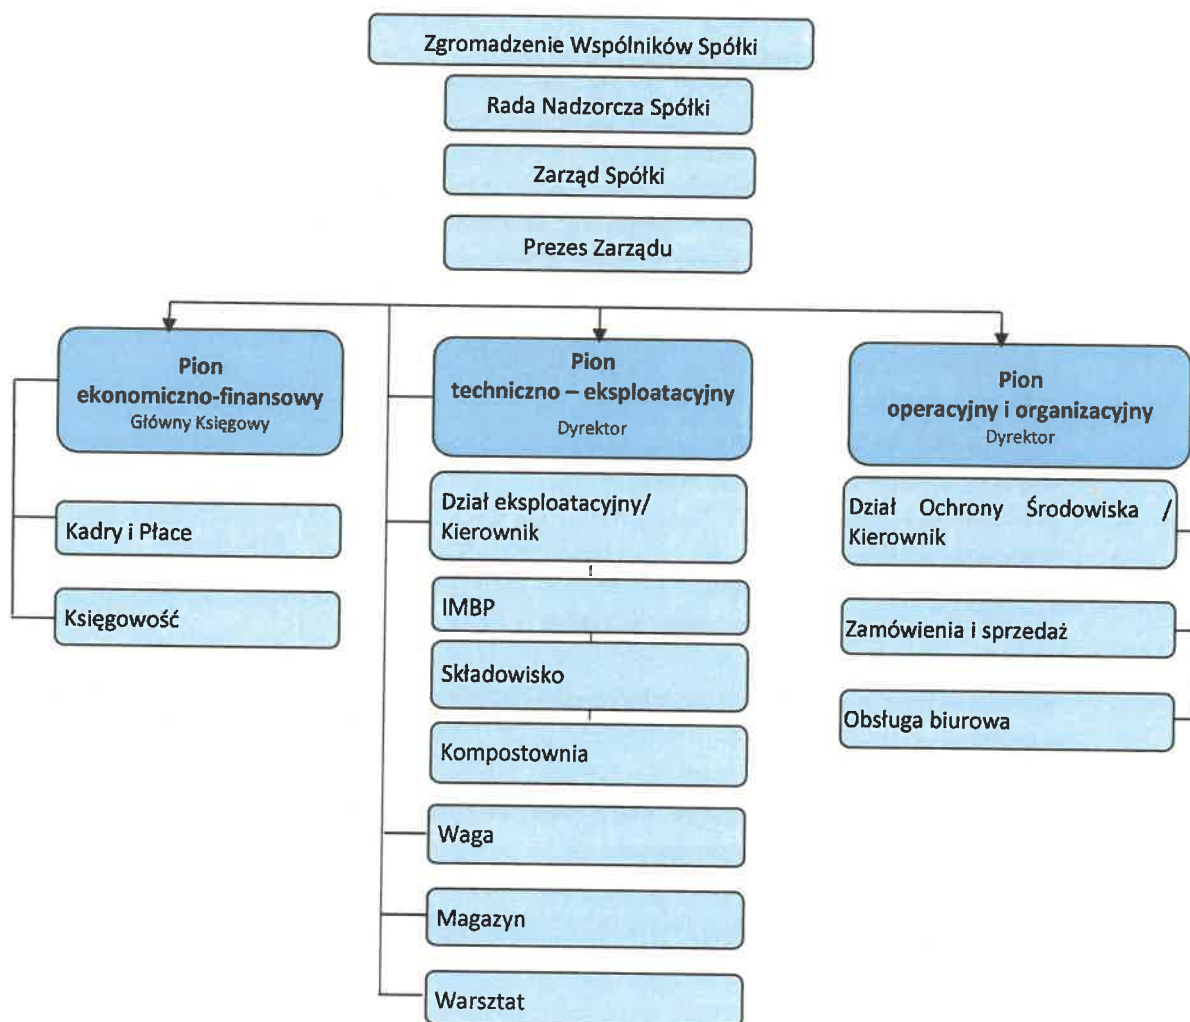 Zgromadzenie Wspólników Spółki
Rada Nadzorcza Spółki
Zarząd Spółki
Prezes Zarządu
Pion
ekonomiczno-finansowy
Główny Księgowy
Kadry i Płace
Księgowość
Pion
techniczno – eksploatacyjny
Dyrektor
Dział eksploatacyjny/
Kierownik
IMBP
Składowisko
Kompostownia
Waga
Magazyn
Warsztat
Pion
operacyjny i organizacyjny
Dyrektor
Dział Ochrony Środowiska /
Kierownik
Zamówienia i sprzedaż
Obsługa biurowa